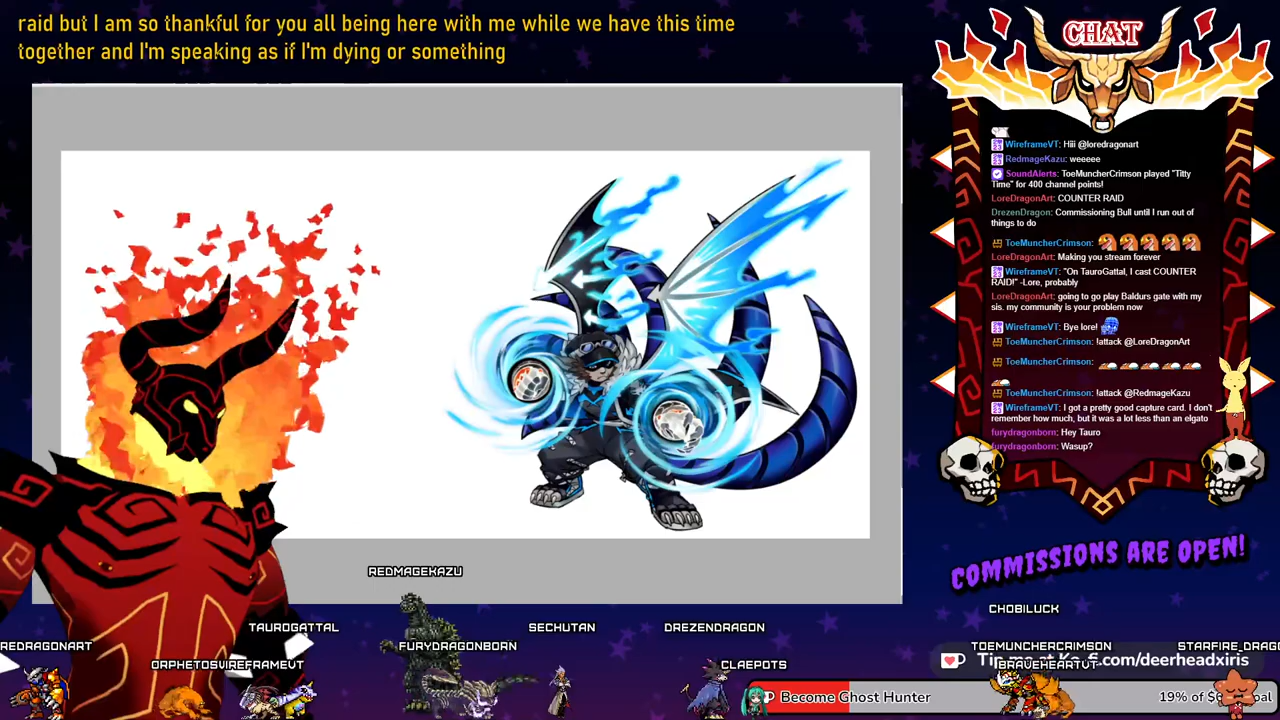 raid but I am so thankful for you all being here with me while we have this time
together and I'm speaking as if I'm dying or something
CHAT
WireframeVT: Hiii @loredragonart
RedmageKazu: weeeee
SoundAlerts: ToeMuncherCrimson played "Titty
Time" for 400 channel points!
LoreDragonArt: COUNTER RAID
DrezenDragon: Commissioning Bull until I run out of
things to do
ToeMuncherCrimson:
LoreDragonArt: Making you stream forever
WireframeVT: "On TauroGattal, I cast COUNTER
RAID!" -Lore, probably
LoreDragonArt: going to go play Baldurs gate with my
sis. my community is your problem now
WireframeVT: Bye lore!
ToeMuncherCrimson: !attack @LoreDragonArt
ToeMuncherCrimson:
ToeMuncherCrimson: !attack @RedmageKazu
WireframeVT: I got a pretty good capture card. I don't
remember how much, but it was a lot less than an elgato
furydragonborn: Hey Tauro
furydragonborn: Wasup?
COMMISSIONS ARE OPEN!
REDMAGEKAZU
CHOBILUCK
TAUROGATTAL
SECHUTAN
DREZENDRAGON
REDRAGONART
FURYDRAGONBORN
TOEMUNCHERCRIMSON
STARFIRE_DRAGO
CLAEPOTS
BRAVEHEARTVT
Ko-fi.com/deerheadxiris
Become Ghost Hunter
19% of